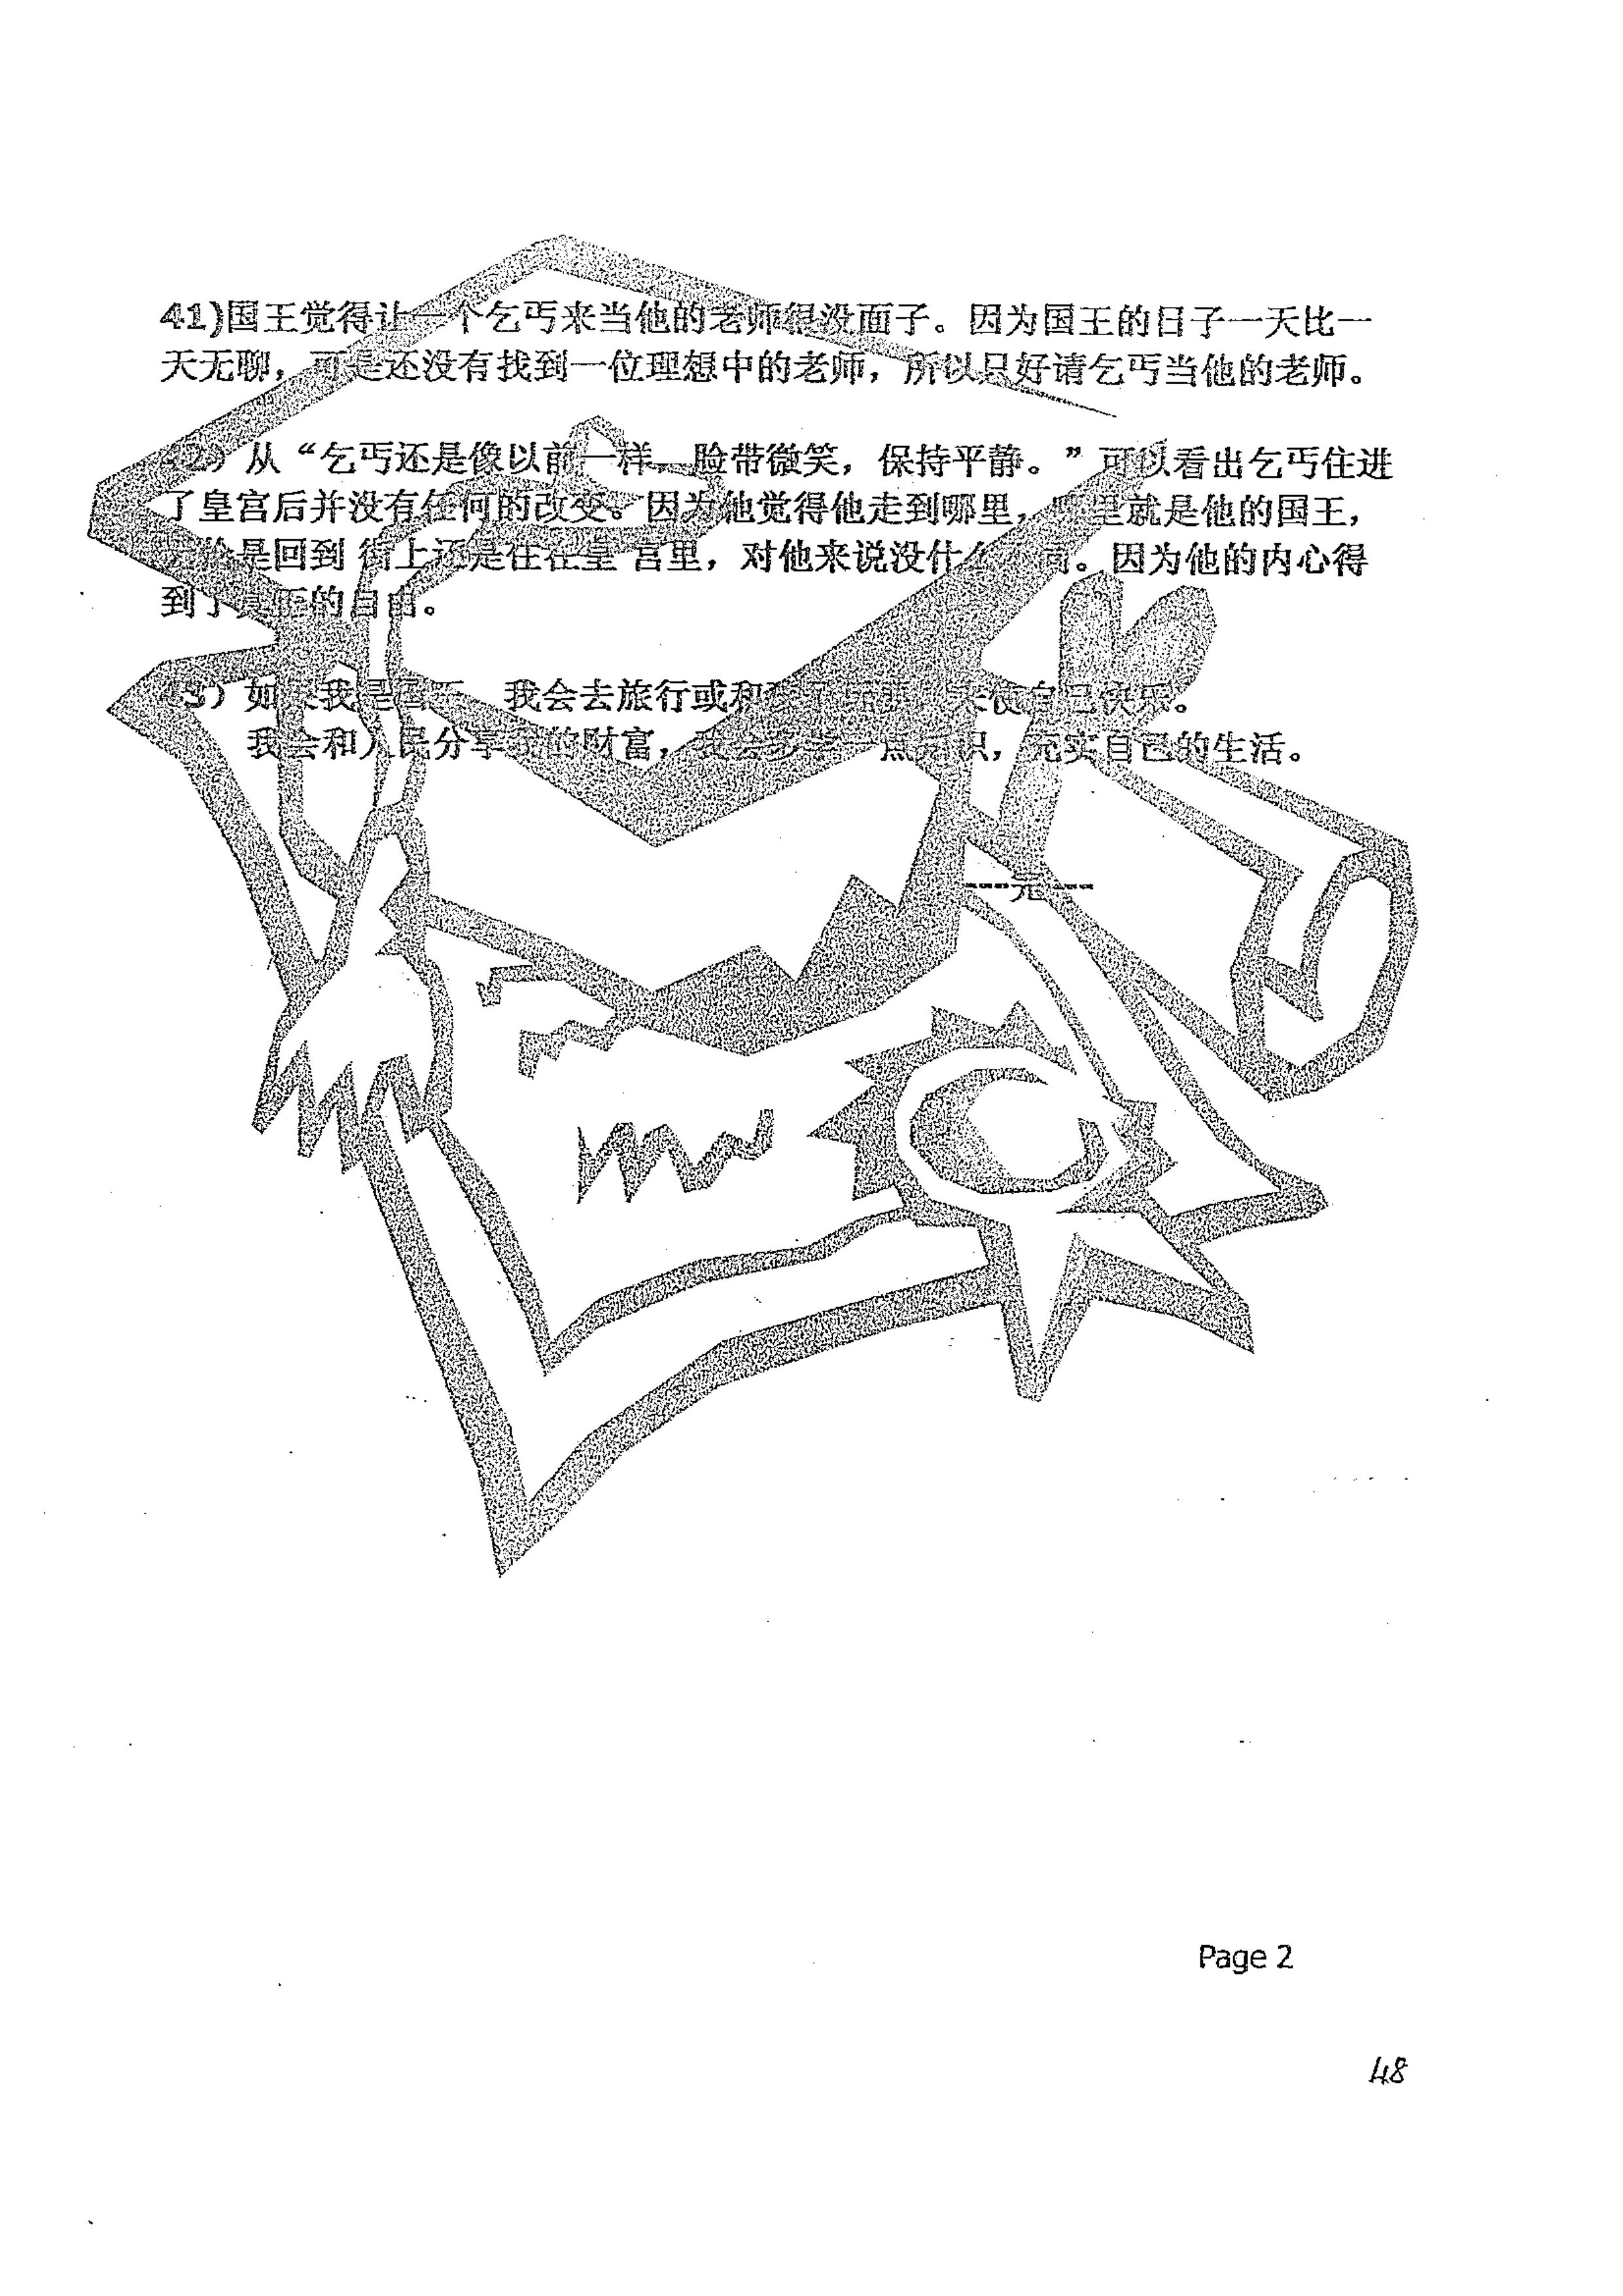 41)国王觉得让一个乞丐来当他的老师很没面子。因为国王的日子一天比一
天无聊，可是还没有找到一位理想中的老师，所以只好请乞丐当他的老师。
42）从“乞丐还是像以前一样，脸带微笑，保持平静。”可以看出乞丐住进
了皇宫后并没有任何的改变。因为他觉得他走到哪里，哪里就是他的国王，
是回到 街上还是住在皇 宫里，对他来说没什么 。因为他的内心得
到了真正的自由。
43）如果我是国王，我会去旅行或和 来使自己快乐。
我会和人民分享我的财富，我会多学一点知识，充实自己的生活。
---完---
Page 2
48